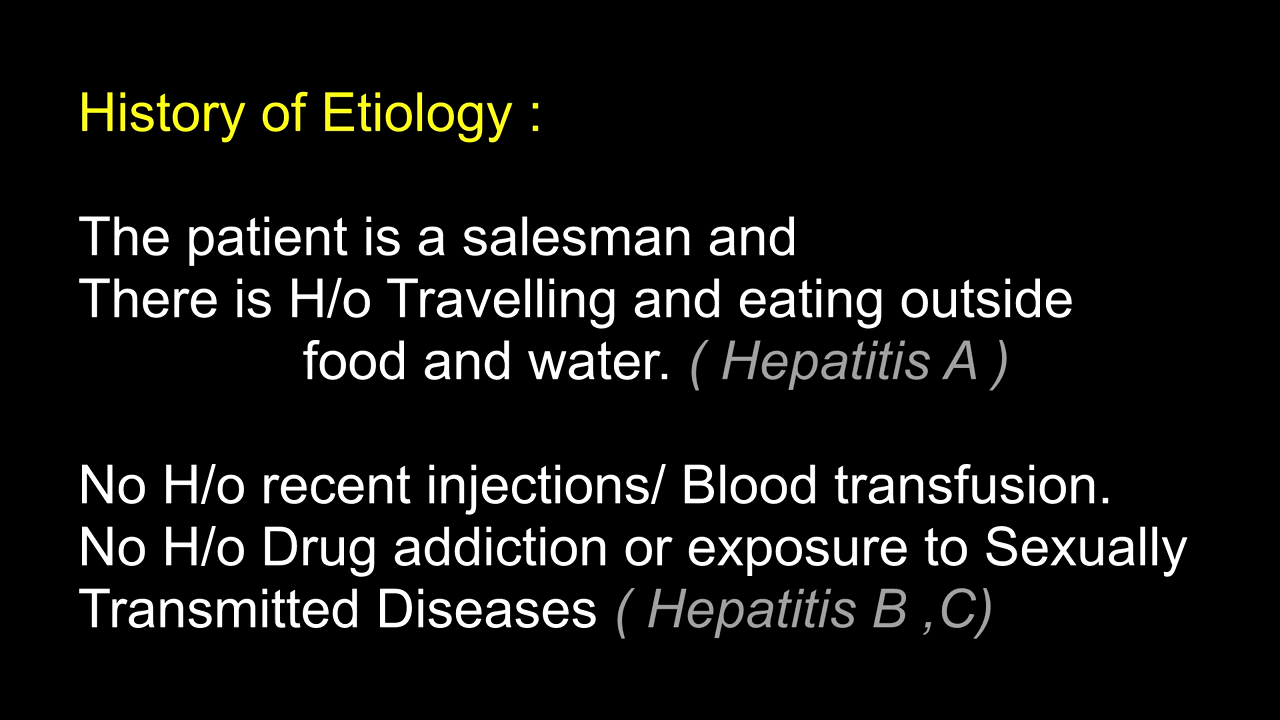 History of Etiology :
The patient is a salesman and
There is H/o Travelling and eating outside
food and water. ( Hepatitis A )
No H/o recent injections/ Blood transfusion.
No H/o Drug addiction or exposure to Sexually
Transmitted Diseases ( Hepatitis B ,C)